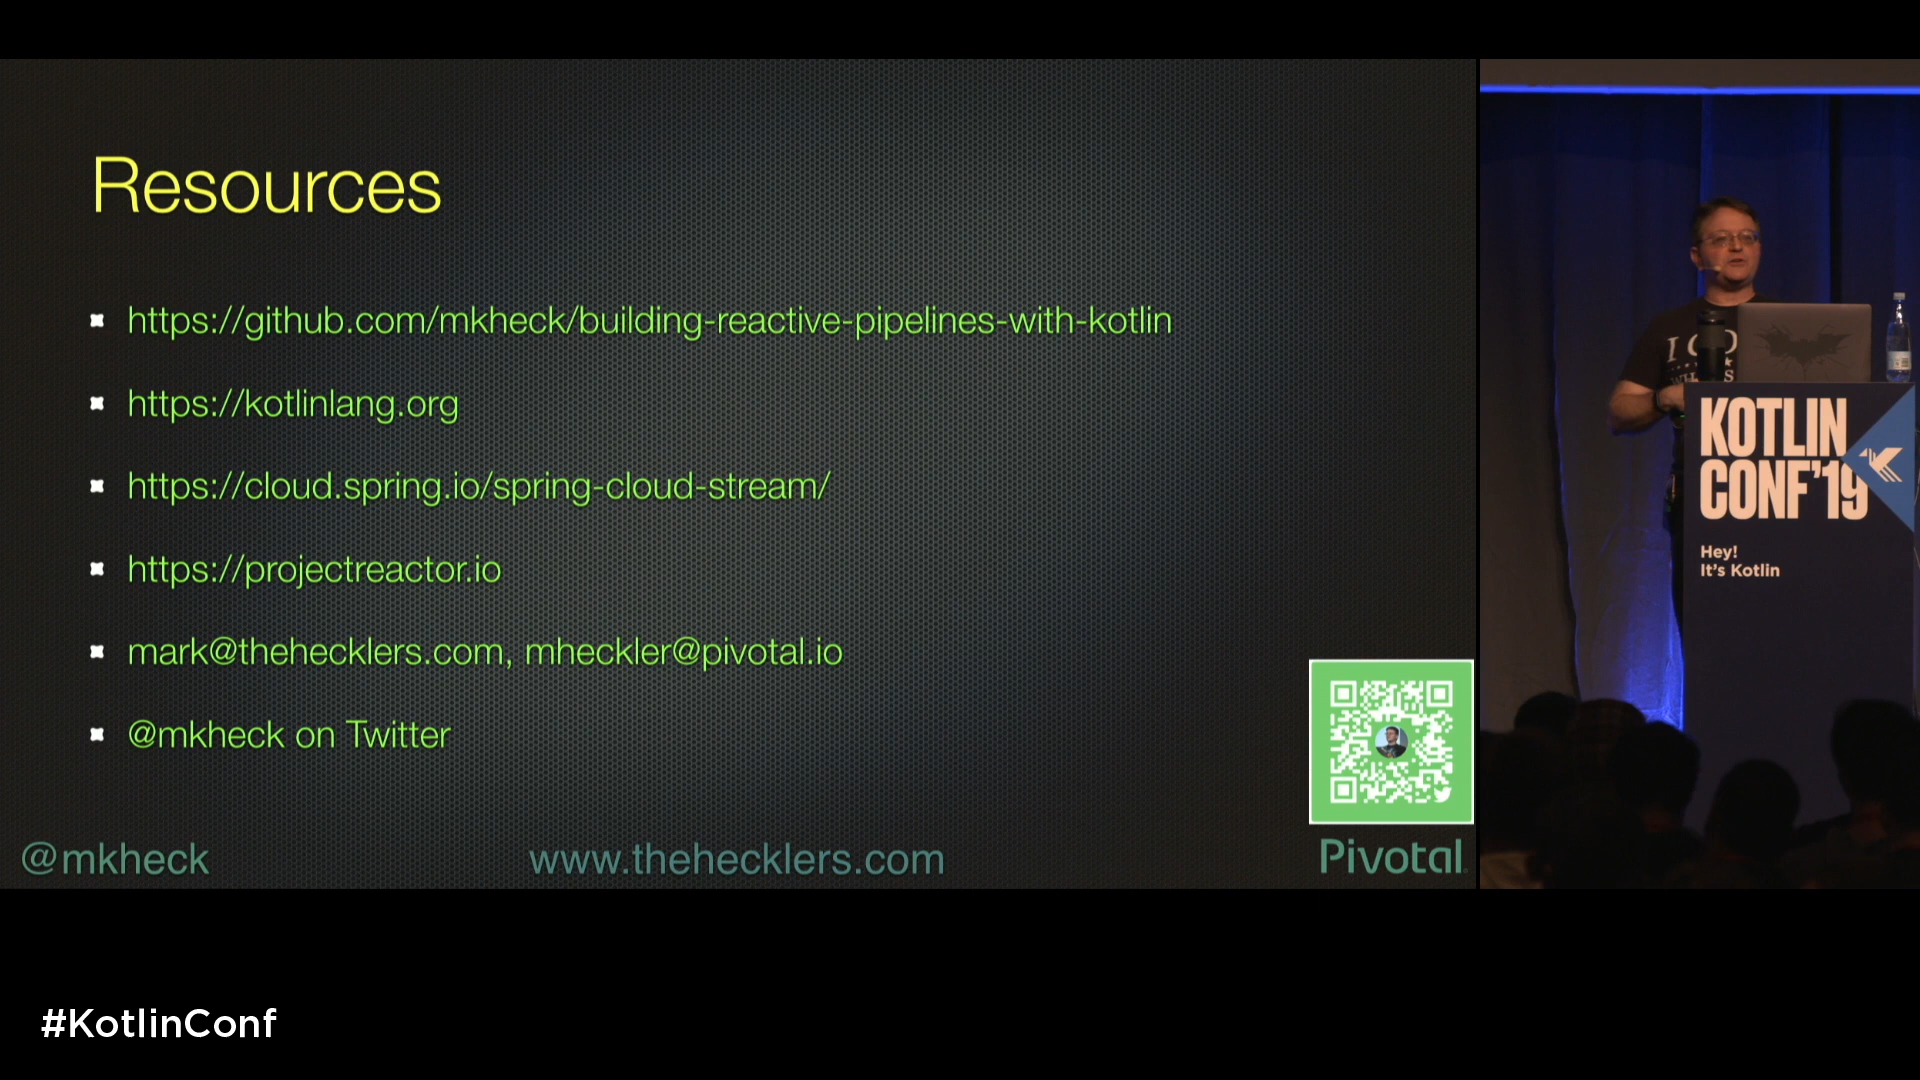 Resources
https://github.com/mkheck/building-reactive-pipelines-with-kotlin
https://kotlinlang.org
https://cloud.spring.io/spring-cloud-stream/
https://projectreactor.io
mark@thehecklers.com, mheckler@pivotal.io
@mkheck on Twitter
@mkheck
www.thehecklers.com
Pivotal
#KotlinConf
KOTLIN
CONF'19
Hey!
It's Kotlin